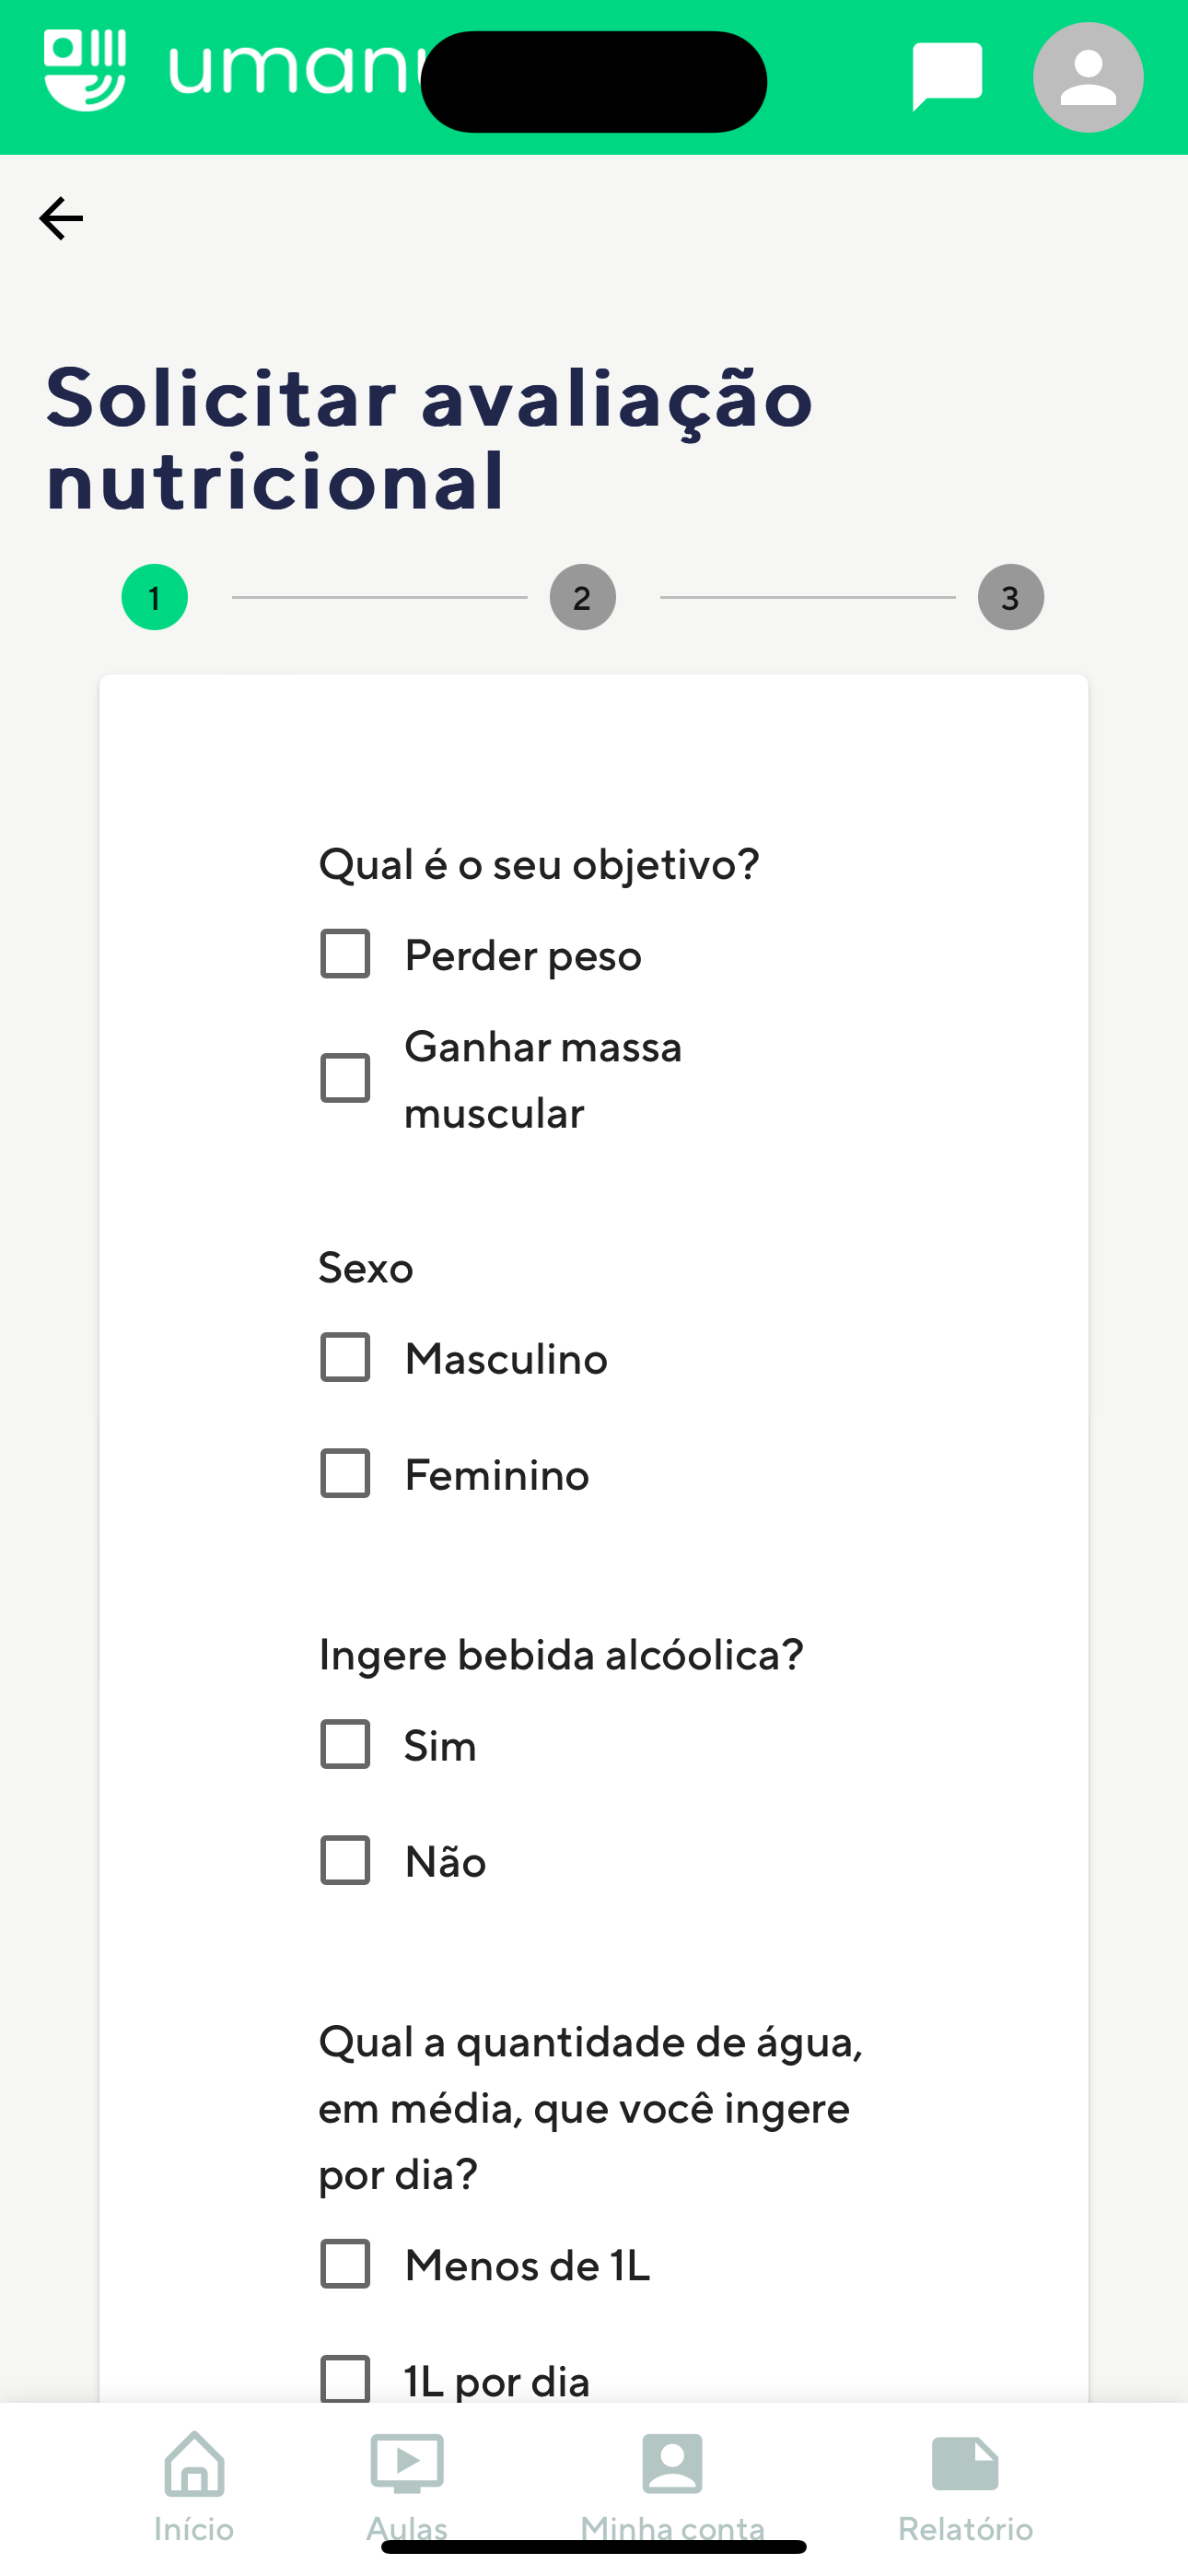 Solicitar avaliação
nutricional
1
2
3
Qual é o seu objetivo?
Perder peso
Ganhar massa
muscular
Sexo
Masculino
Feminino
Ingere bebida alcóolica?
Sim
Não
Qual a quantidade de água,
em média, que você ingere
por dia?
Menos de 1L
1L por dia
Início
Aulas
Minha conta
Relatório